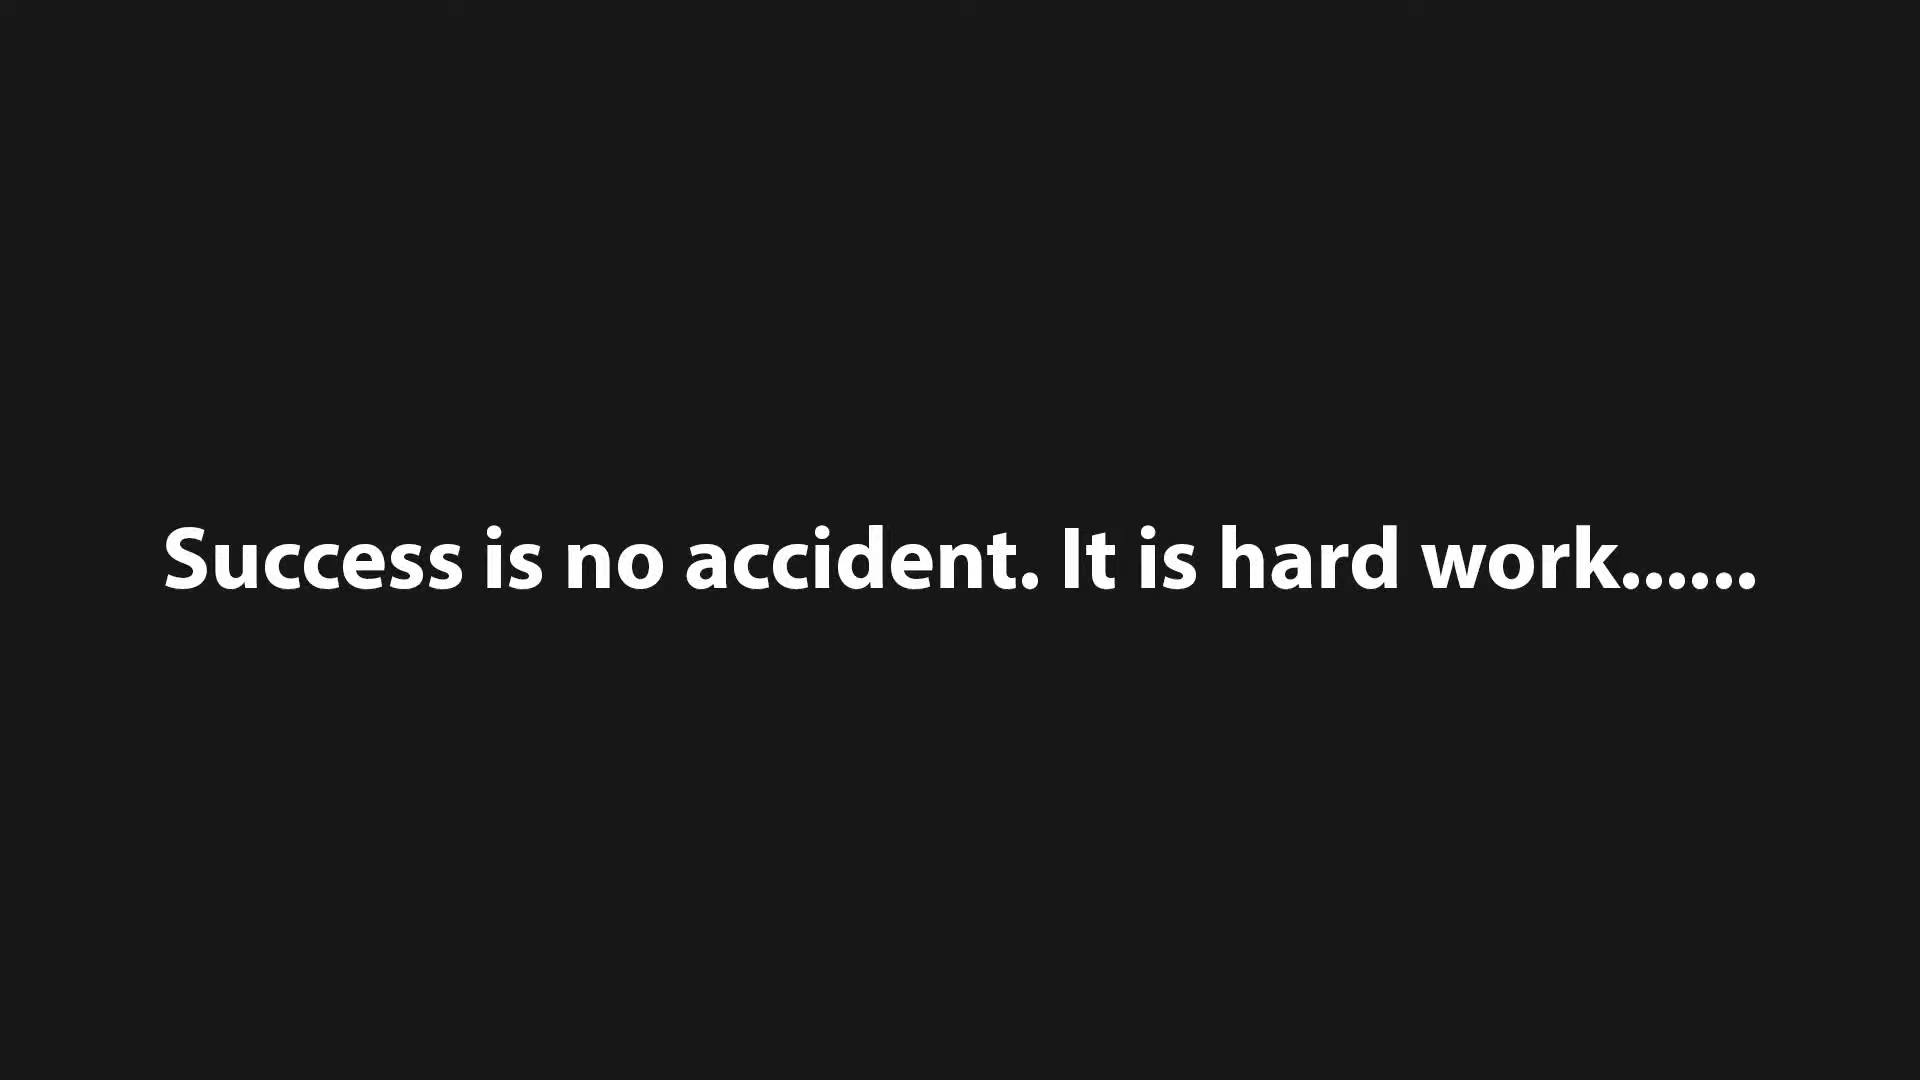 Success is no accident. It is hard work......